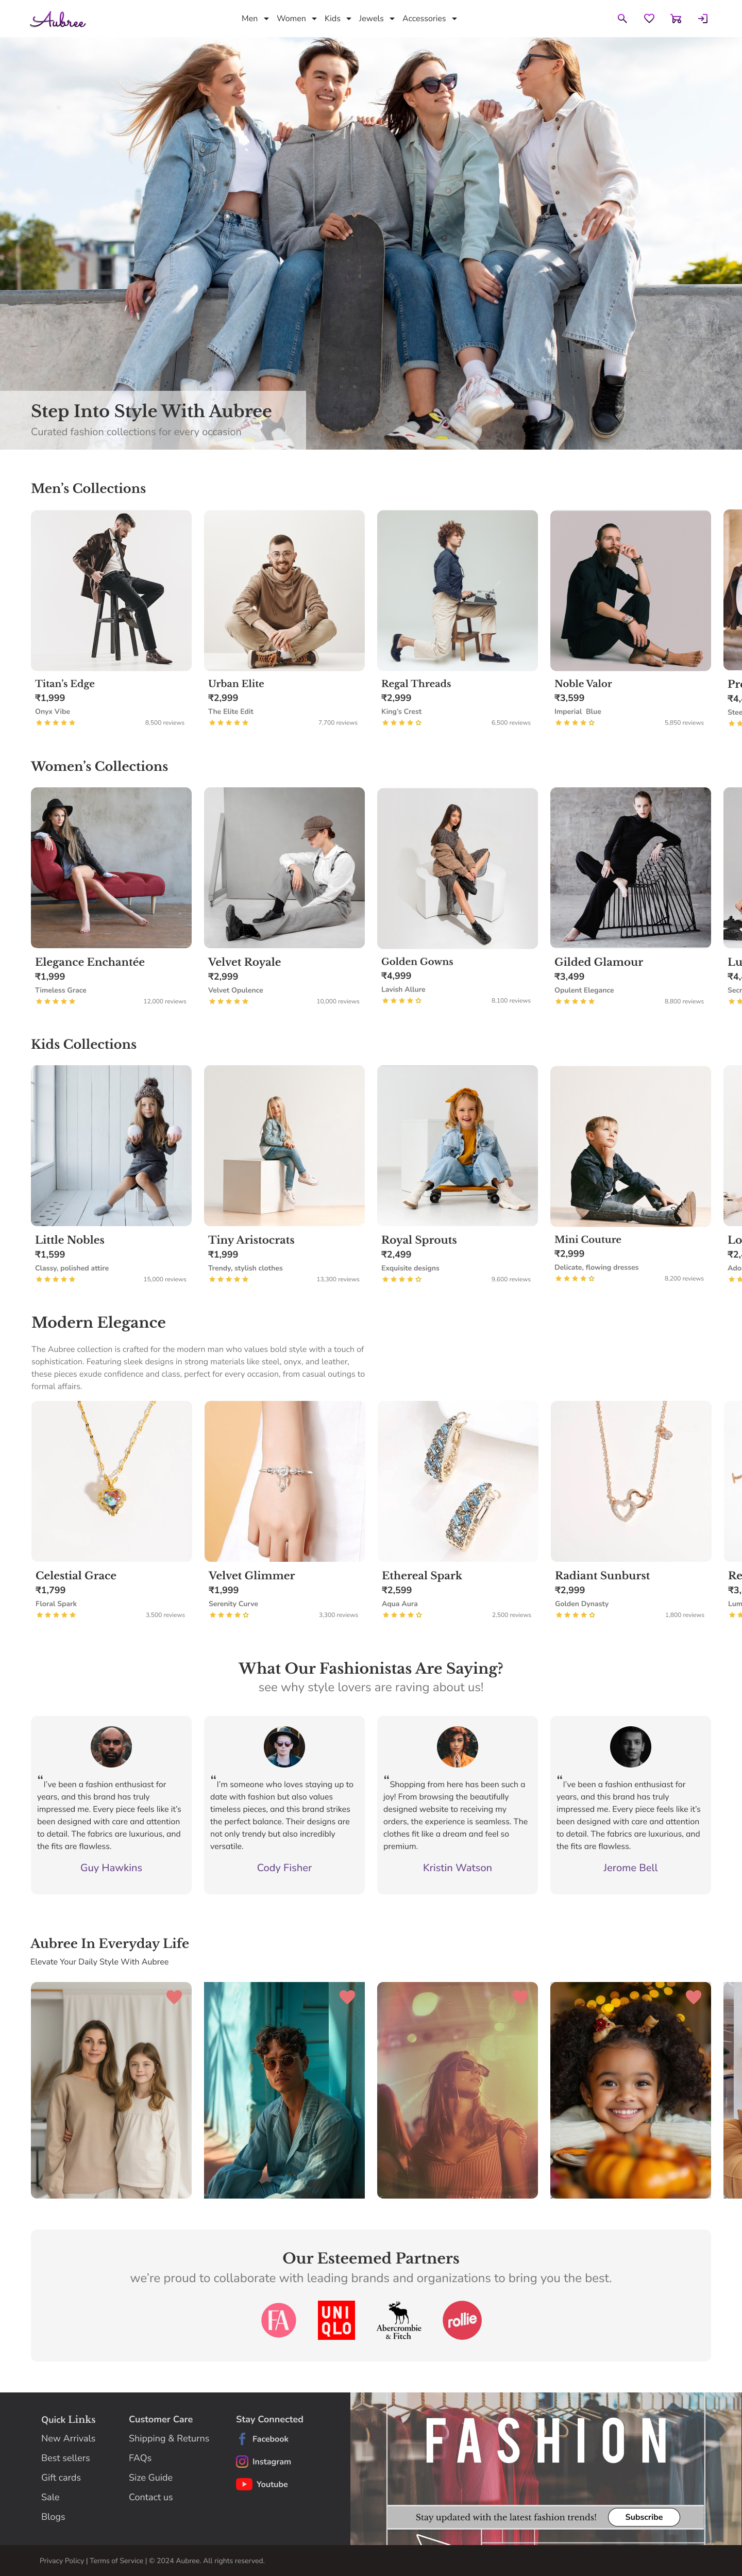 Aubree
Men Women Kids Jewels Accessories
Step Into Style With Aubree
Curated fashion collections for every occasion
Men's Collections
Titan's Edge
₹1,999
Onyx Vibe
8,500 reviews
Urban Elite
₹2,999
The Elite Edit
7,700 reviews
Regal Threads
₹2,999
King's Crest
6,500 reviews
Noble Valor
₹3,599
Imperial Blue
5,850 reviews
Women's Collections
Elegance Enchantée
₹1,999
Timeless Grace
12,000 reviews
Velvet Royale
₹2,999
Velvet Opulence
10,000 reviews
Golden Gowns
₹4,999
Lavish Allure
8,100 reviews
Gilded Glamour
₹3,499
Opulent Elegance
8,800 reviews
Kids Collections
Little Nobles
₹1,599
Classy, polished attire
15,000 reviews
Tiny Aristocrats
₹1,999
Trendy, stylish clothes
13,300 reviews
Royal Sprouts
₹2,499
Exquisite designs
9,600 reviews
Mini Couture
₹2,999
Delicate, flowing dresses
8,200 reviews
Modern Elegance
The Aubree collection is crafted for the modern man who values bold style with a touch of
sophistication. Featuring sleek designs in strong materials like steel, onyx, and leather,
these pieces exude confidence and class, perfect for every occasion, from casual outings to
formal affairs.
Celestial Grace
₹1,799
Floral Spark
3,500 reviews
Velvet Glimmer
₹1,999
Serenity Curve
3,300 reviews
Ethereal Spark
₹2,599
Aqua Aura
2,500 reviews
Radiant Sunburst
₹2,999
Golden Dynasty
1,800 reviews
What Our Fashionistas Are Saying?
see why style lovers are raving about us!
“I've been a fashion enthusiast for
years, and this brand has truly
impressed me. Every piece feels like it's
been designed with care and attention
to detail. The fabrics are luxurious, and
the fits are flawless.
Guy Hawkins
“I'm someone who loves staying up to
date with fashion but also values
timeless pieces, and this brand strikes
the perfect balance. Their designs are
not only trendy but also incredibly
versatile.
Cody Fisher
“Shopping from here has been such a
joy! From browsing the beautifully
designed website to receiving my
orders, the experience is seamless. The
clothes fit like a dream and feel so
premium.
Kristin Watson
“I've been a fashion enthusiast for
years, and this brand has truly
impressed me. Every piece feels like it's
been designed with care and attention
to detail. The fabrics are luxurious, and
the fits are flawless.
Jerome Bell
Aubree In Everyday Life
Elevate Your Daily Style With Aubree
Our Esteemed Partners
we're proud to collaborate with leading brands and organizations to bring you the best.
FA
UNI
QLO
Abercrombie
& Fitch
rollie
Quick Links
New Arrivals
Best sellers
Gift cards
Sale
Blogs
Customer Care
Shipping & Returns
FAQs
Size Guide
Contact us
Stay Connected
Facebook
Instagram
Youtube
FASHION
Stay updated with the latest fashion trends!
Subscribe
Privacy Policy | Terms of Service | © 2024 Aubree. All rights reserved.